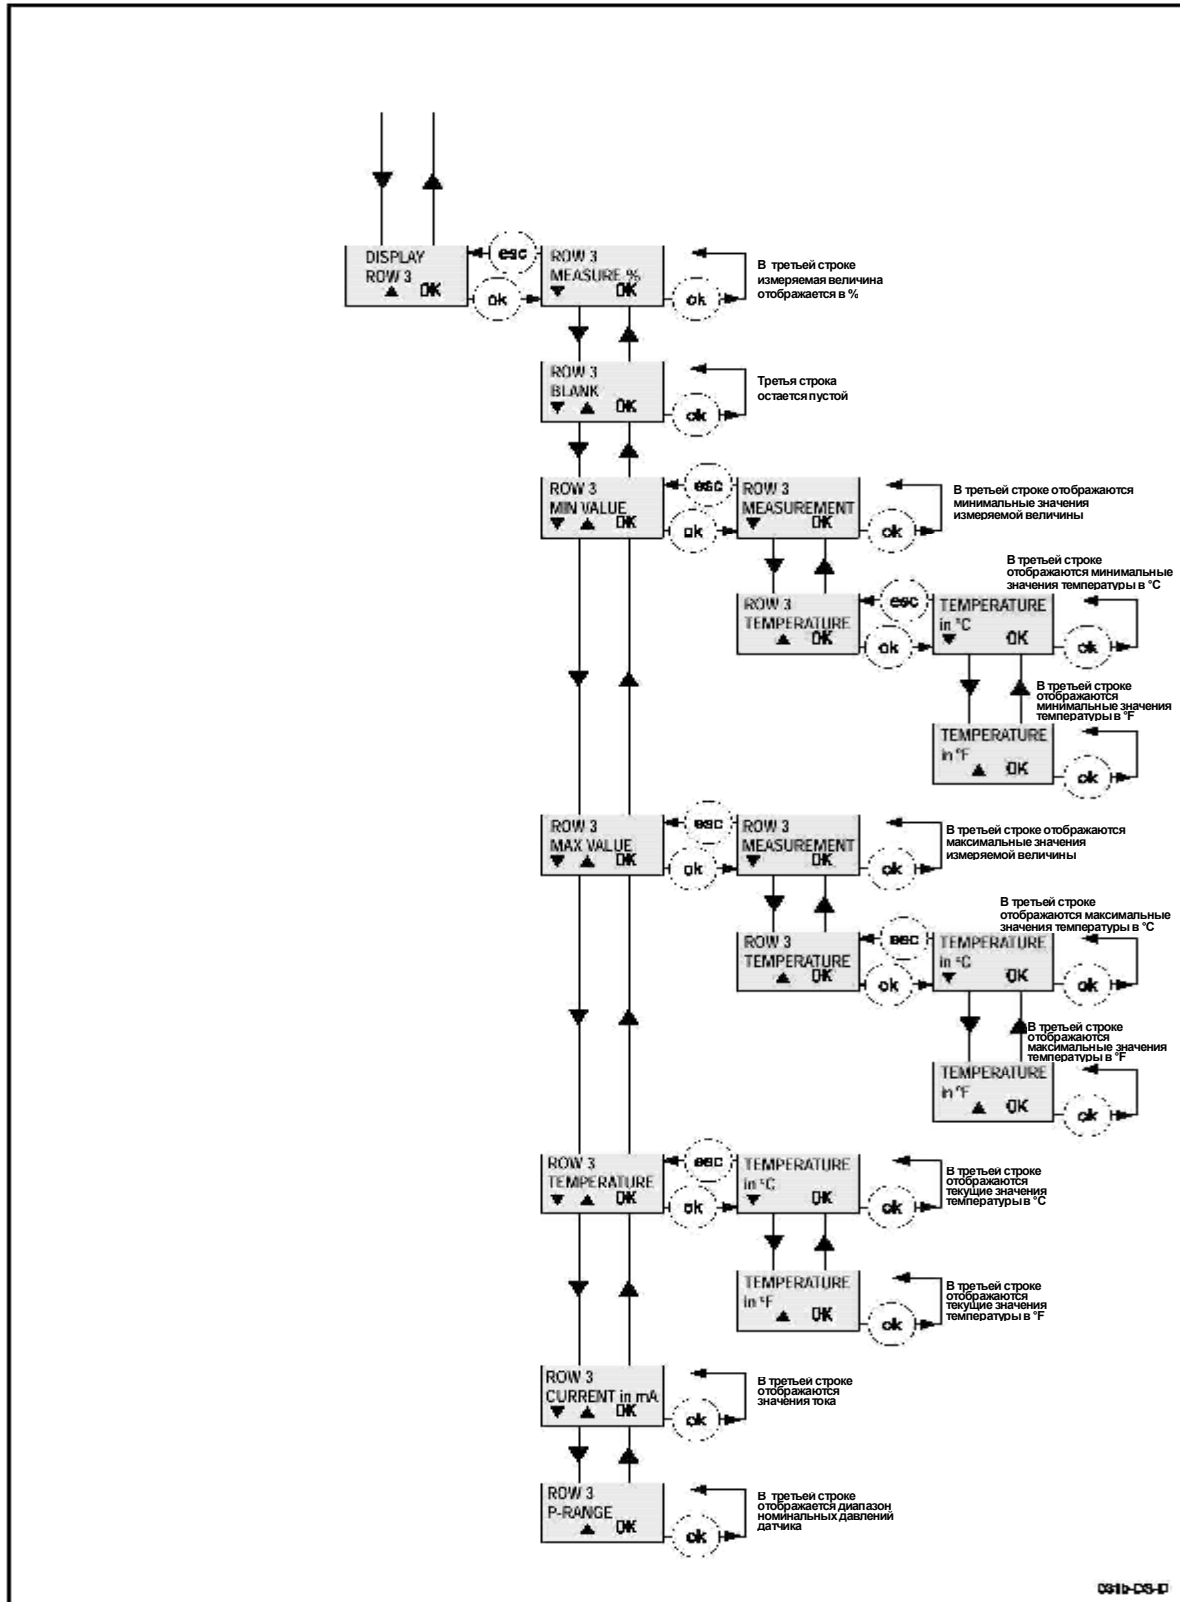 DISPLAY
ROW 3
OK
esc
ok
ROW 3
MEASURE %
OK
ok
В третьей строке
измеряемая величина
отображается в %
ROW 3
BLANK
OK
ok
Третья строка
остается пустой
ROW 3
MIN VALUE
OK
esc
ok
ROW 3
MEASUREMENT
OK
ok
В третьей строке отображаются
минимальные значения
измеряемой величины
ROW 3
TEMPERATURE
OK
esc
ok
TEMPERATURE
in °C
OK
ok
В третьей строке
отображаются минимальные
значения температуры в °C
TEMPERATURE
in °F
OK
ok
В третьей строке
отображаются
минимальные значения
температуры в °F
ROW 3
MAX VALUE
OK
esc
ok
ROW 3
MEASUREMENT
OK
ok
В третьей строке отображаются
максимальные значения
измеряемой величины
ROW 3
TEMPERATURE
OK
esc
ok
TEMPERATURE
in °C
OK
ok
В третьей строке
отображаются максимальные
значения температуры в °C
TEMPERATURE
in °F
OK
ok
В третьей строке
отображаются
максимальные значения
температуры в °F
ROW 3
TEMPERATURE
OK
esc
ok
TEMPERATURE
in °C
OK
ok
В третьей строке
отображаются
текущие значения
температуры в °C
TEMPERATURE
in °F
OK
ok
В третьей строке
отображаются
текущие значения
температуры в °F
ROW 3
CURRENT in mA
OK
ok
В третьей строке
отображаются
значения тока
ROW 3
P-RANGE
OK
ok
В третьей строке
отображается диапазон
номинальных давлений
датчика